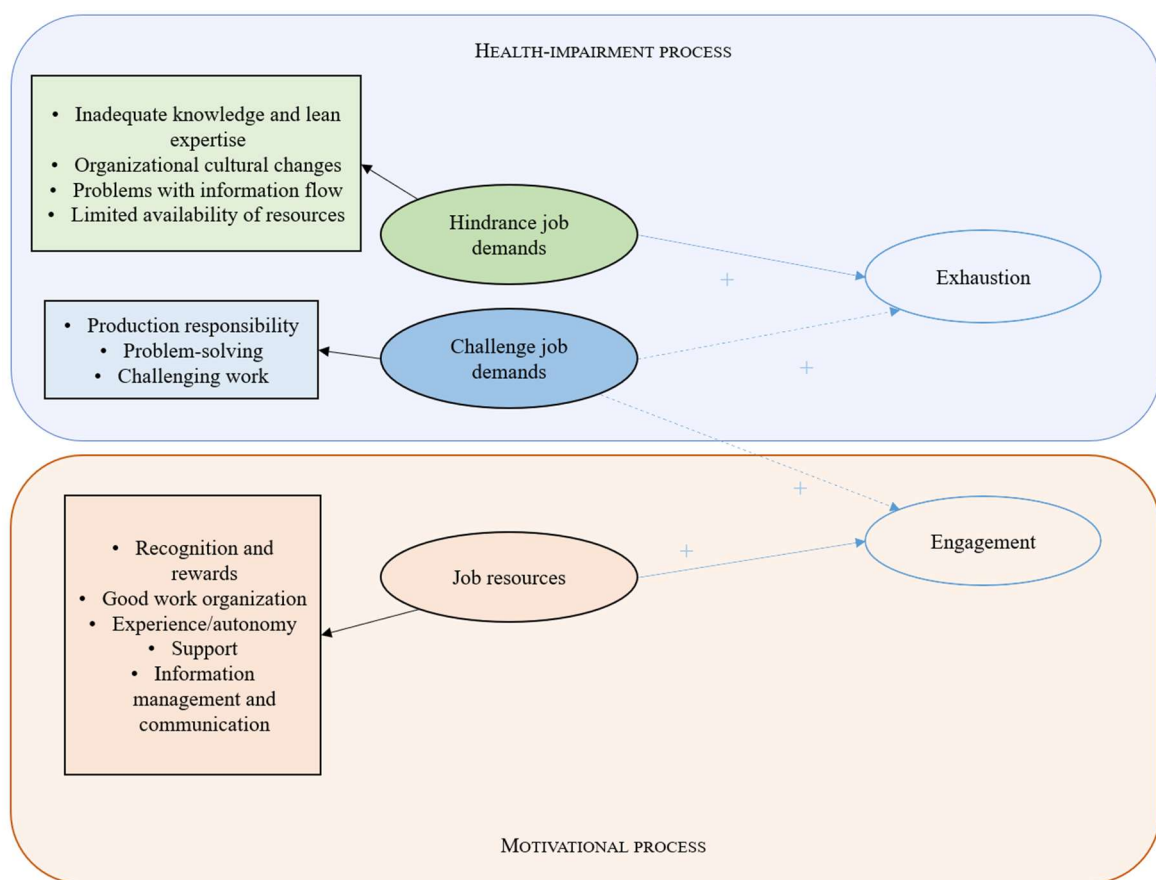 HEALTH-IMPAIRMENT PROCESS
• Inadequate knowledge and lean
expertise
• Organizational cultural changes
• Problems with information flow
• Limited availability of resources
Hindrance job
demands
+
Exhaustion
• Production responsibility
• Problem-solving
• Challenging work
Challenge job
demands
+
+
• Recognition and
rewards
• Good work organization
• Experience/autonomy
• Support
• Information
management and
communication
Job resources
+
Engagement
MOTIVATIONAL PROCESS